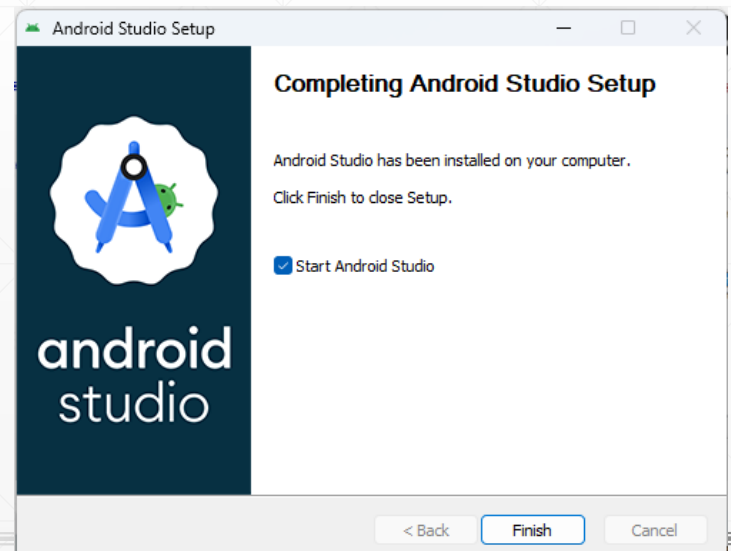 Android Studio Setup
Completing Android Studio Setup
Android Studio has been installed on your computer.
Click Finish to close Setup.
Start Android Studio
android
studio
< Back
Finish
Cancel